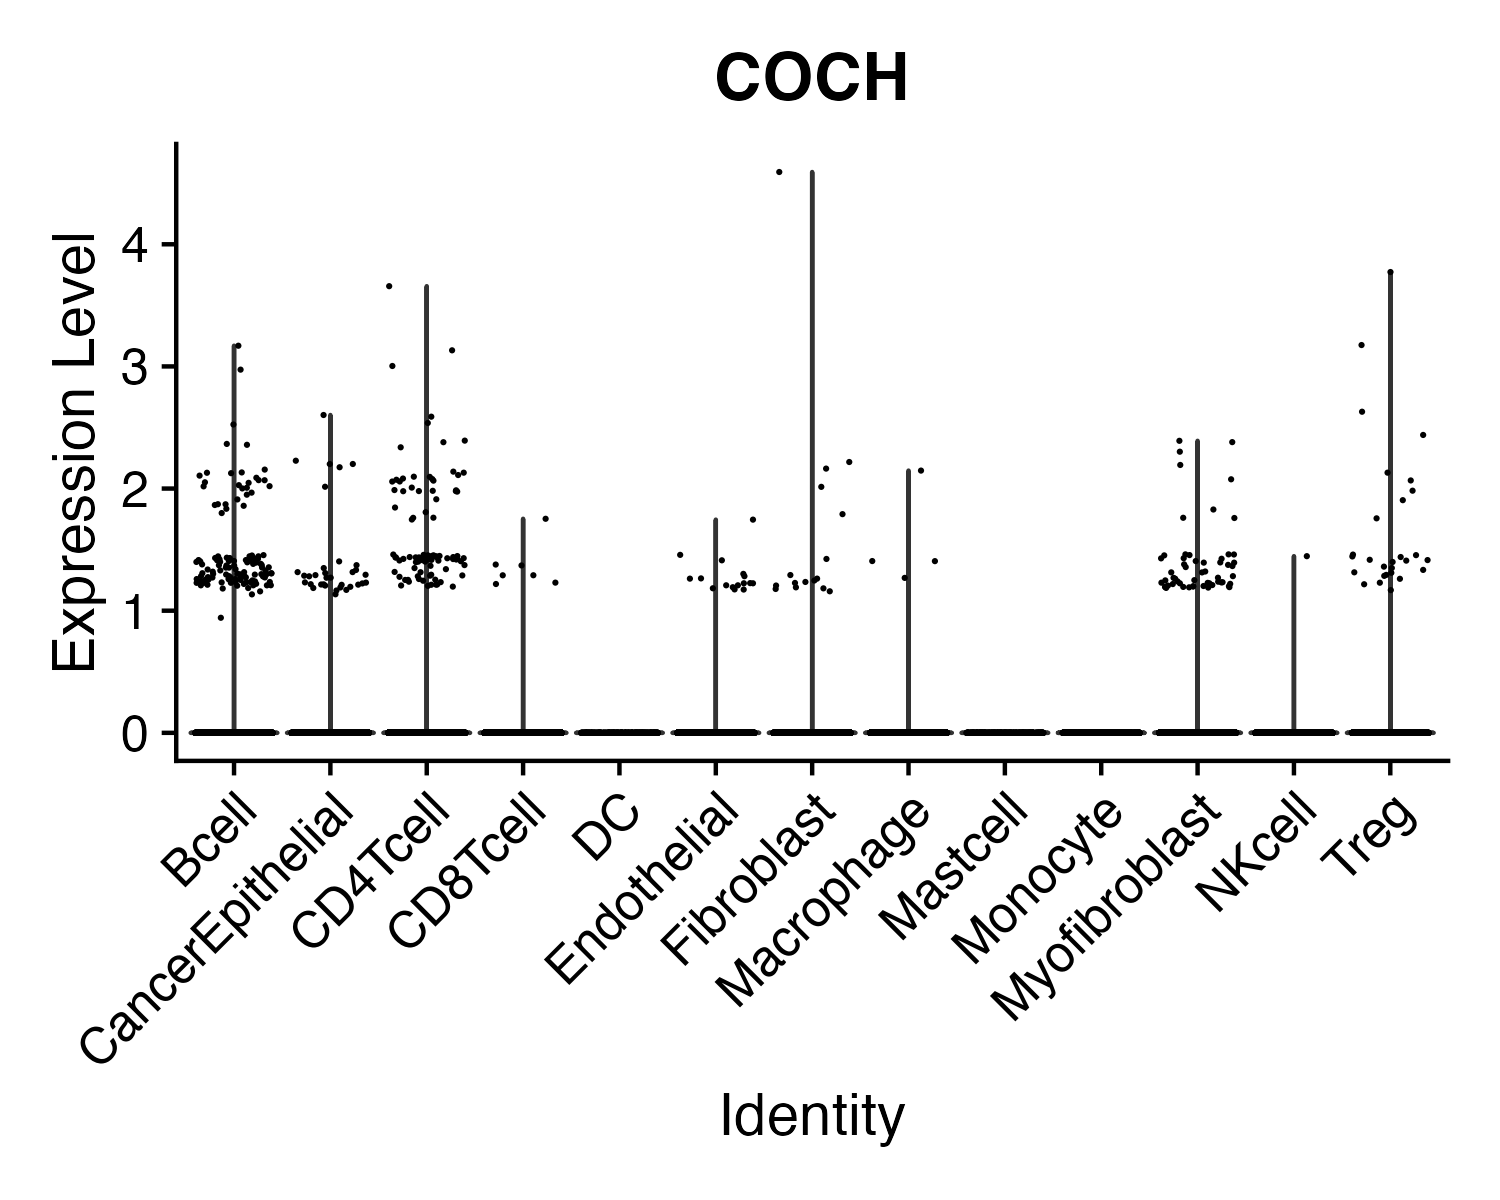 COCH
Expression Level
4
3
2
1
0
Bcell
CancerEpithelial
CD4Tcell
CD8Tcell
DC
Endothelial
Fibroblast
Macrophage
Mastcell
Monocyte
Myofibroblast
NKcell
Treg
Identity